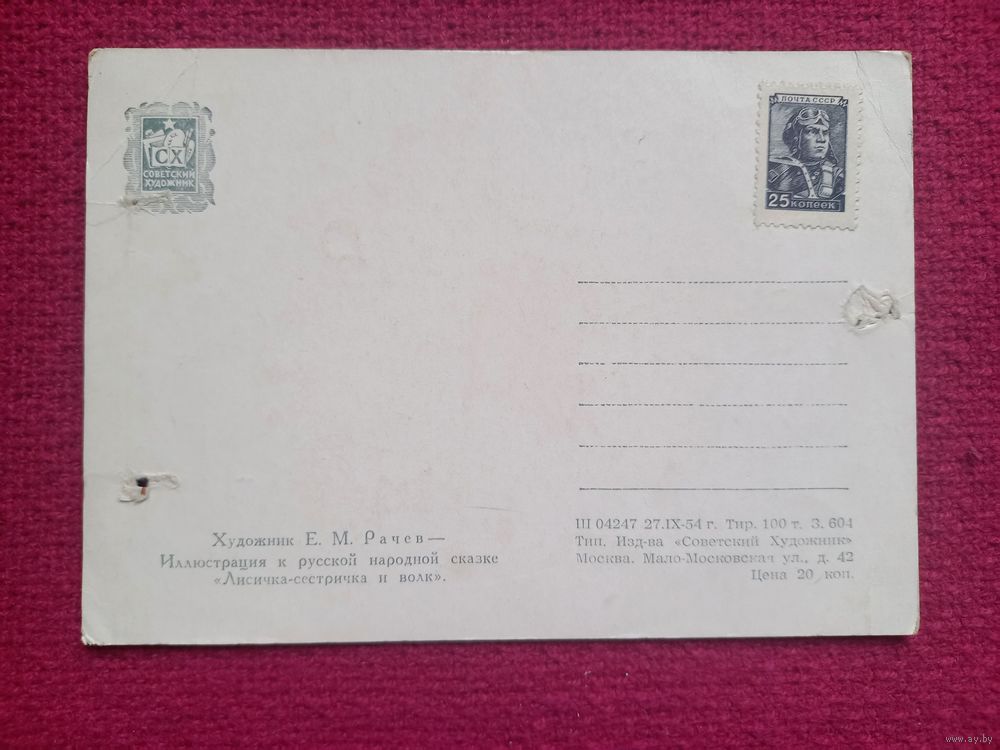 СХ
СОВЕТСКИЙ
ХУДОЖНИК
ПОЧТА СССР
25 КОПЕЕК
Художник Е. М. Рачев —
Иллюстрация к русской народной сказке
«Лисичка-сестричка и волк».
Ш 04247 27.IX-54 г. Тир. 100 т. З. 604
Тип. Изд-ва «Советский Художник»
Москва. Мало-Московская ул., д. 42
Цена 20 коп.
www.ay.by